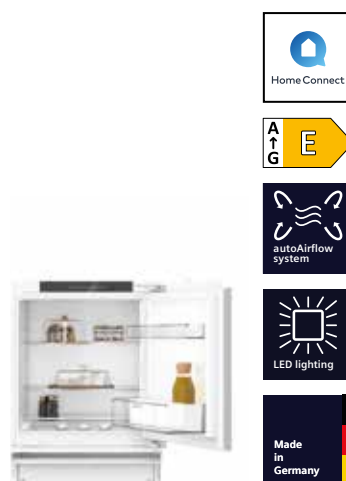 Home Connect
A
↑
G
E
autoAirflow
system
LED lighting
Made
in
Germany